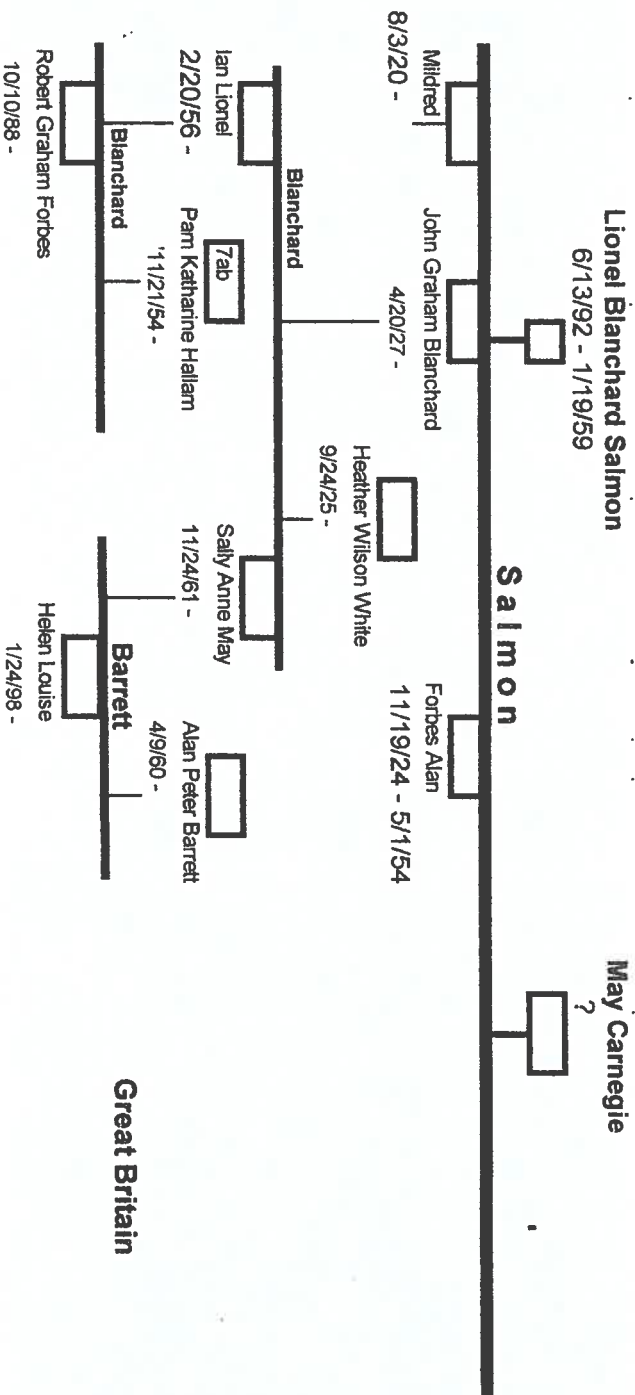 Lionel Blanchard Salmon
6/13/92 - 1/19/59
May Carnegie
?
Salmon
Mildred
8/3/20 -
John Graham Blanchard
4/20/27 -
Forbes Alan
11/19/24 - 5/1/54
Heather Wilson White
9/24/25 -
Blanchard
Ian Lionel
2/20/56 -
7ab
Pam Katharine Hallam
'11/21/54 -
Sally Anne May
11/24/61 -
Alan Peter Barrett
4/9/60 -
Blanchard
Robert Graham Forbes
10/10/88 -
Barrett
Helen Louise
1/24/98 -
Great Britain